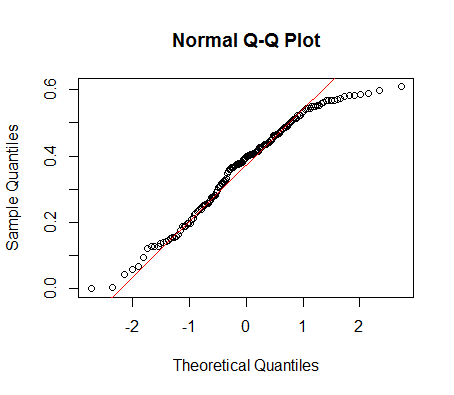 Normal Q-Q Plot
Sample Quantiles
0.6
0.4
0.2
0.0
-2 -1 0 1 2
Theoretical Quantiles